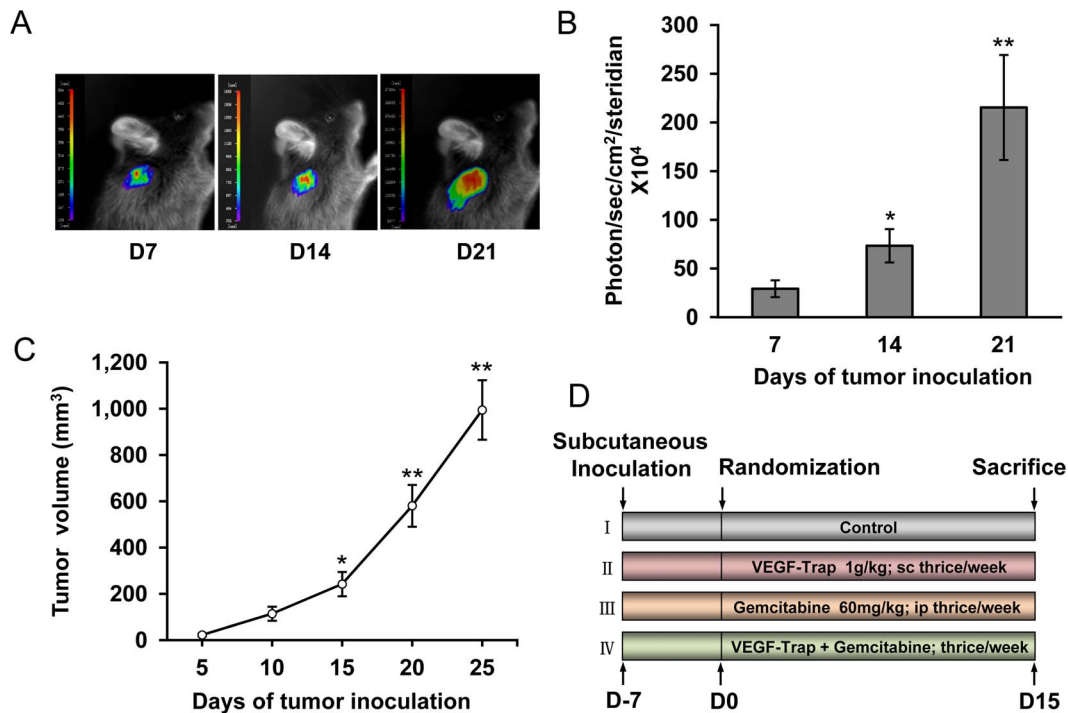 A
D7
D14
D21
B
Photon/sec/cm²/steridian
X10⁴
300
250
200
150
100
50
0
*
**
7
14
21
Days of tumor inoculation
C
Tumor volume (mm³)
1,200
1,000
800
600
400
200
0
*
**
**
5
10
15
20
25
Days of tumor inoculation
D
Subcutaneous
Inoculation
Randomization
Sacrifice
I
Control
II
VEGF-Trap 1g/kg; sc thrice/week
III
Gemcitabine 60mg/kg; ip thrice/week
IV
VEGF-Trap + Gemcitabine; thrice/week
D-7
D0
D15